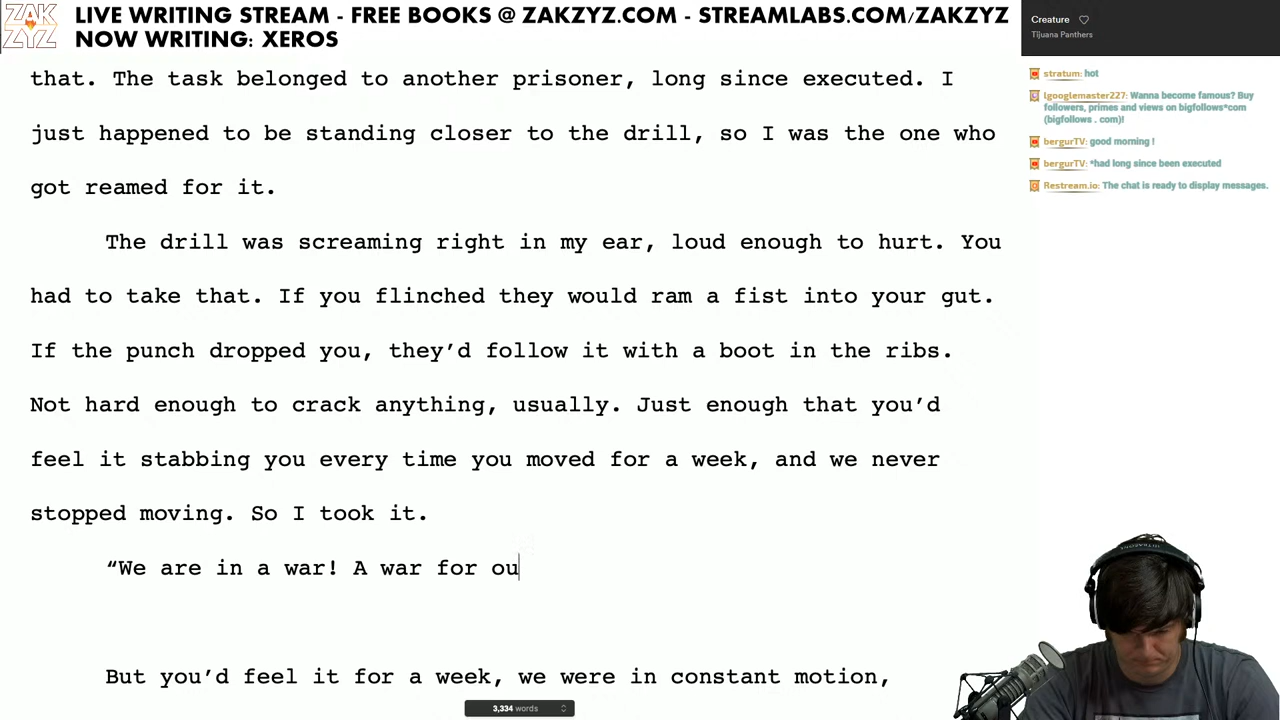 ZAK
ZYZ
LIVE WRITING STREAM - FREE BOOKS @ ZAKZYZ.COM - STREAMLABS.COM/ZAKZYZ
NOW WRITING: XEROS
that. The task belonged to another prisoner, long since executed. I
just happened to be standing closer to the drill, so I was the one who
got reamed for it.
The drill was screaming right in my ear, loud enough to hurt. You
had to take that. If you flinched they would ram a fist into your gut.
If the punch dropped you, they’d follow it with a boot in the ribs.
Not hard enough to crack anything, usually. Just enough that you’d
feel it stabbing you every time you moved for a week, and we never
stopped moving. So I took it.
“We are in a war! A war for ou
But you’d feel it for a week, we were in constant motion,
3,334 words
Creature
Tijuana Panthers
stratum: hot
lgooglemaster227: Wanna become famous? Buy
followers, primes and views on bigfollows*com
(bigfollows . com)!
bergurTV: good morning !
bergurTV: *had long since been executed
Restream.io: The chat is ready to display messages.